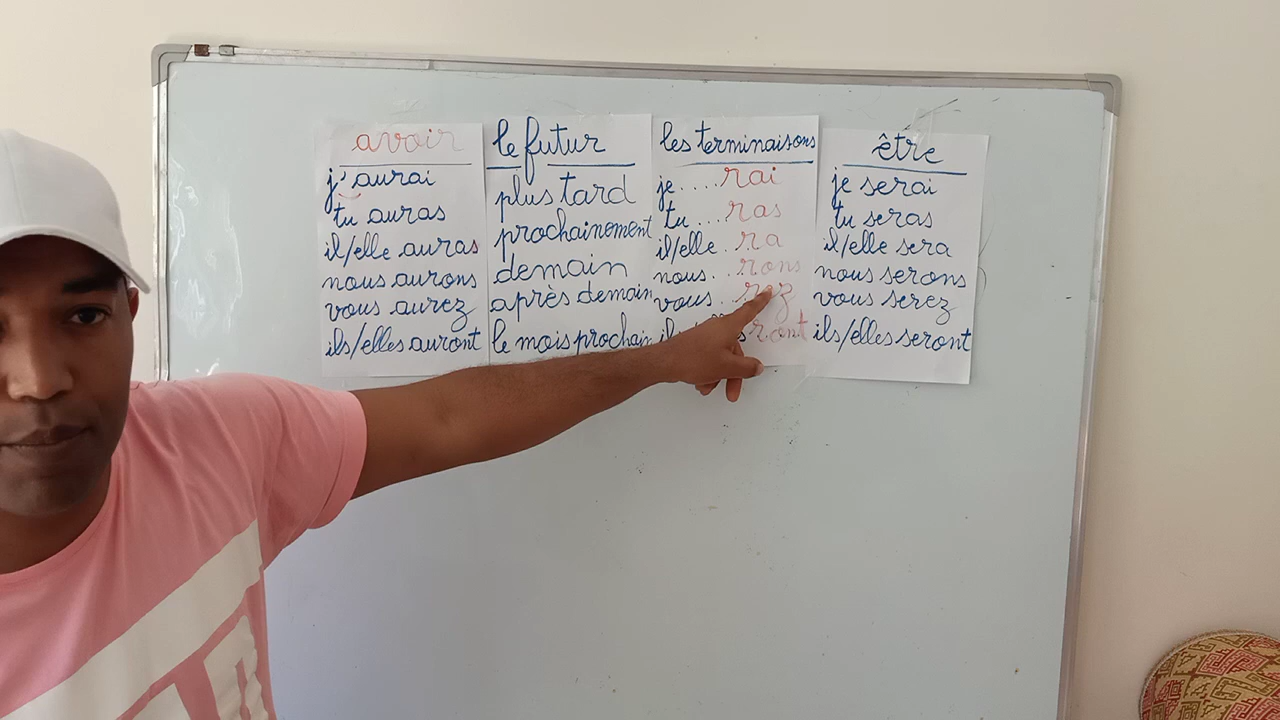 avoir
j'aurai
tu auras
il/elle auras
nous aurons
vous aurez
ils/elles auront
le futur
plus tard
prochainement
demain
après demain
le mois prochain
les terminaisons
je....rai
tu...ras
il/elle..ra
nous..rons
vous..rez
ront
être
je serai
tu seras
il/elle sera
nous serons
vous serez
ils/elles seront